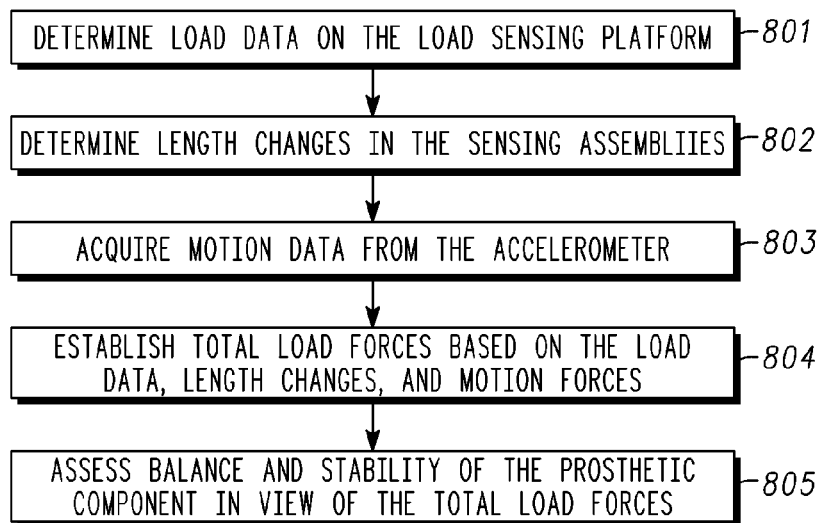 DETERMINE LOAD DATA ON THE LOAD SENSING PLATFORM 801
DETERMINE LENGTH CHANGES IN THE SENSING ASSEMBLIIES 802
ACQUIRE MOTION DATA FROM THE ACCELEROMETER 803
ESTABLISH TOTAL LOAD FORCES BASED ON THE LOAD
DATA, LENGTH CHANGES, AND MOTION FORCES 804
ASSESS BALANCE AND STABILITY OF THE PROSTHETIC
COMPONENT IN VIEW OF THE TOTAL LOAD FORCES 805